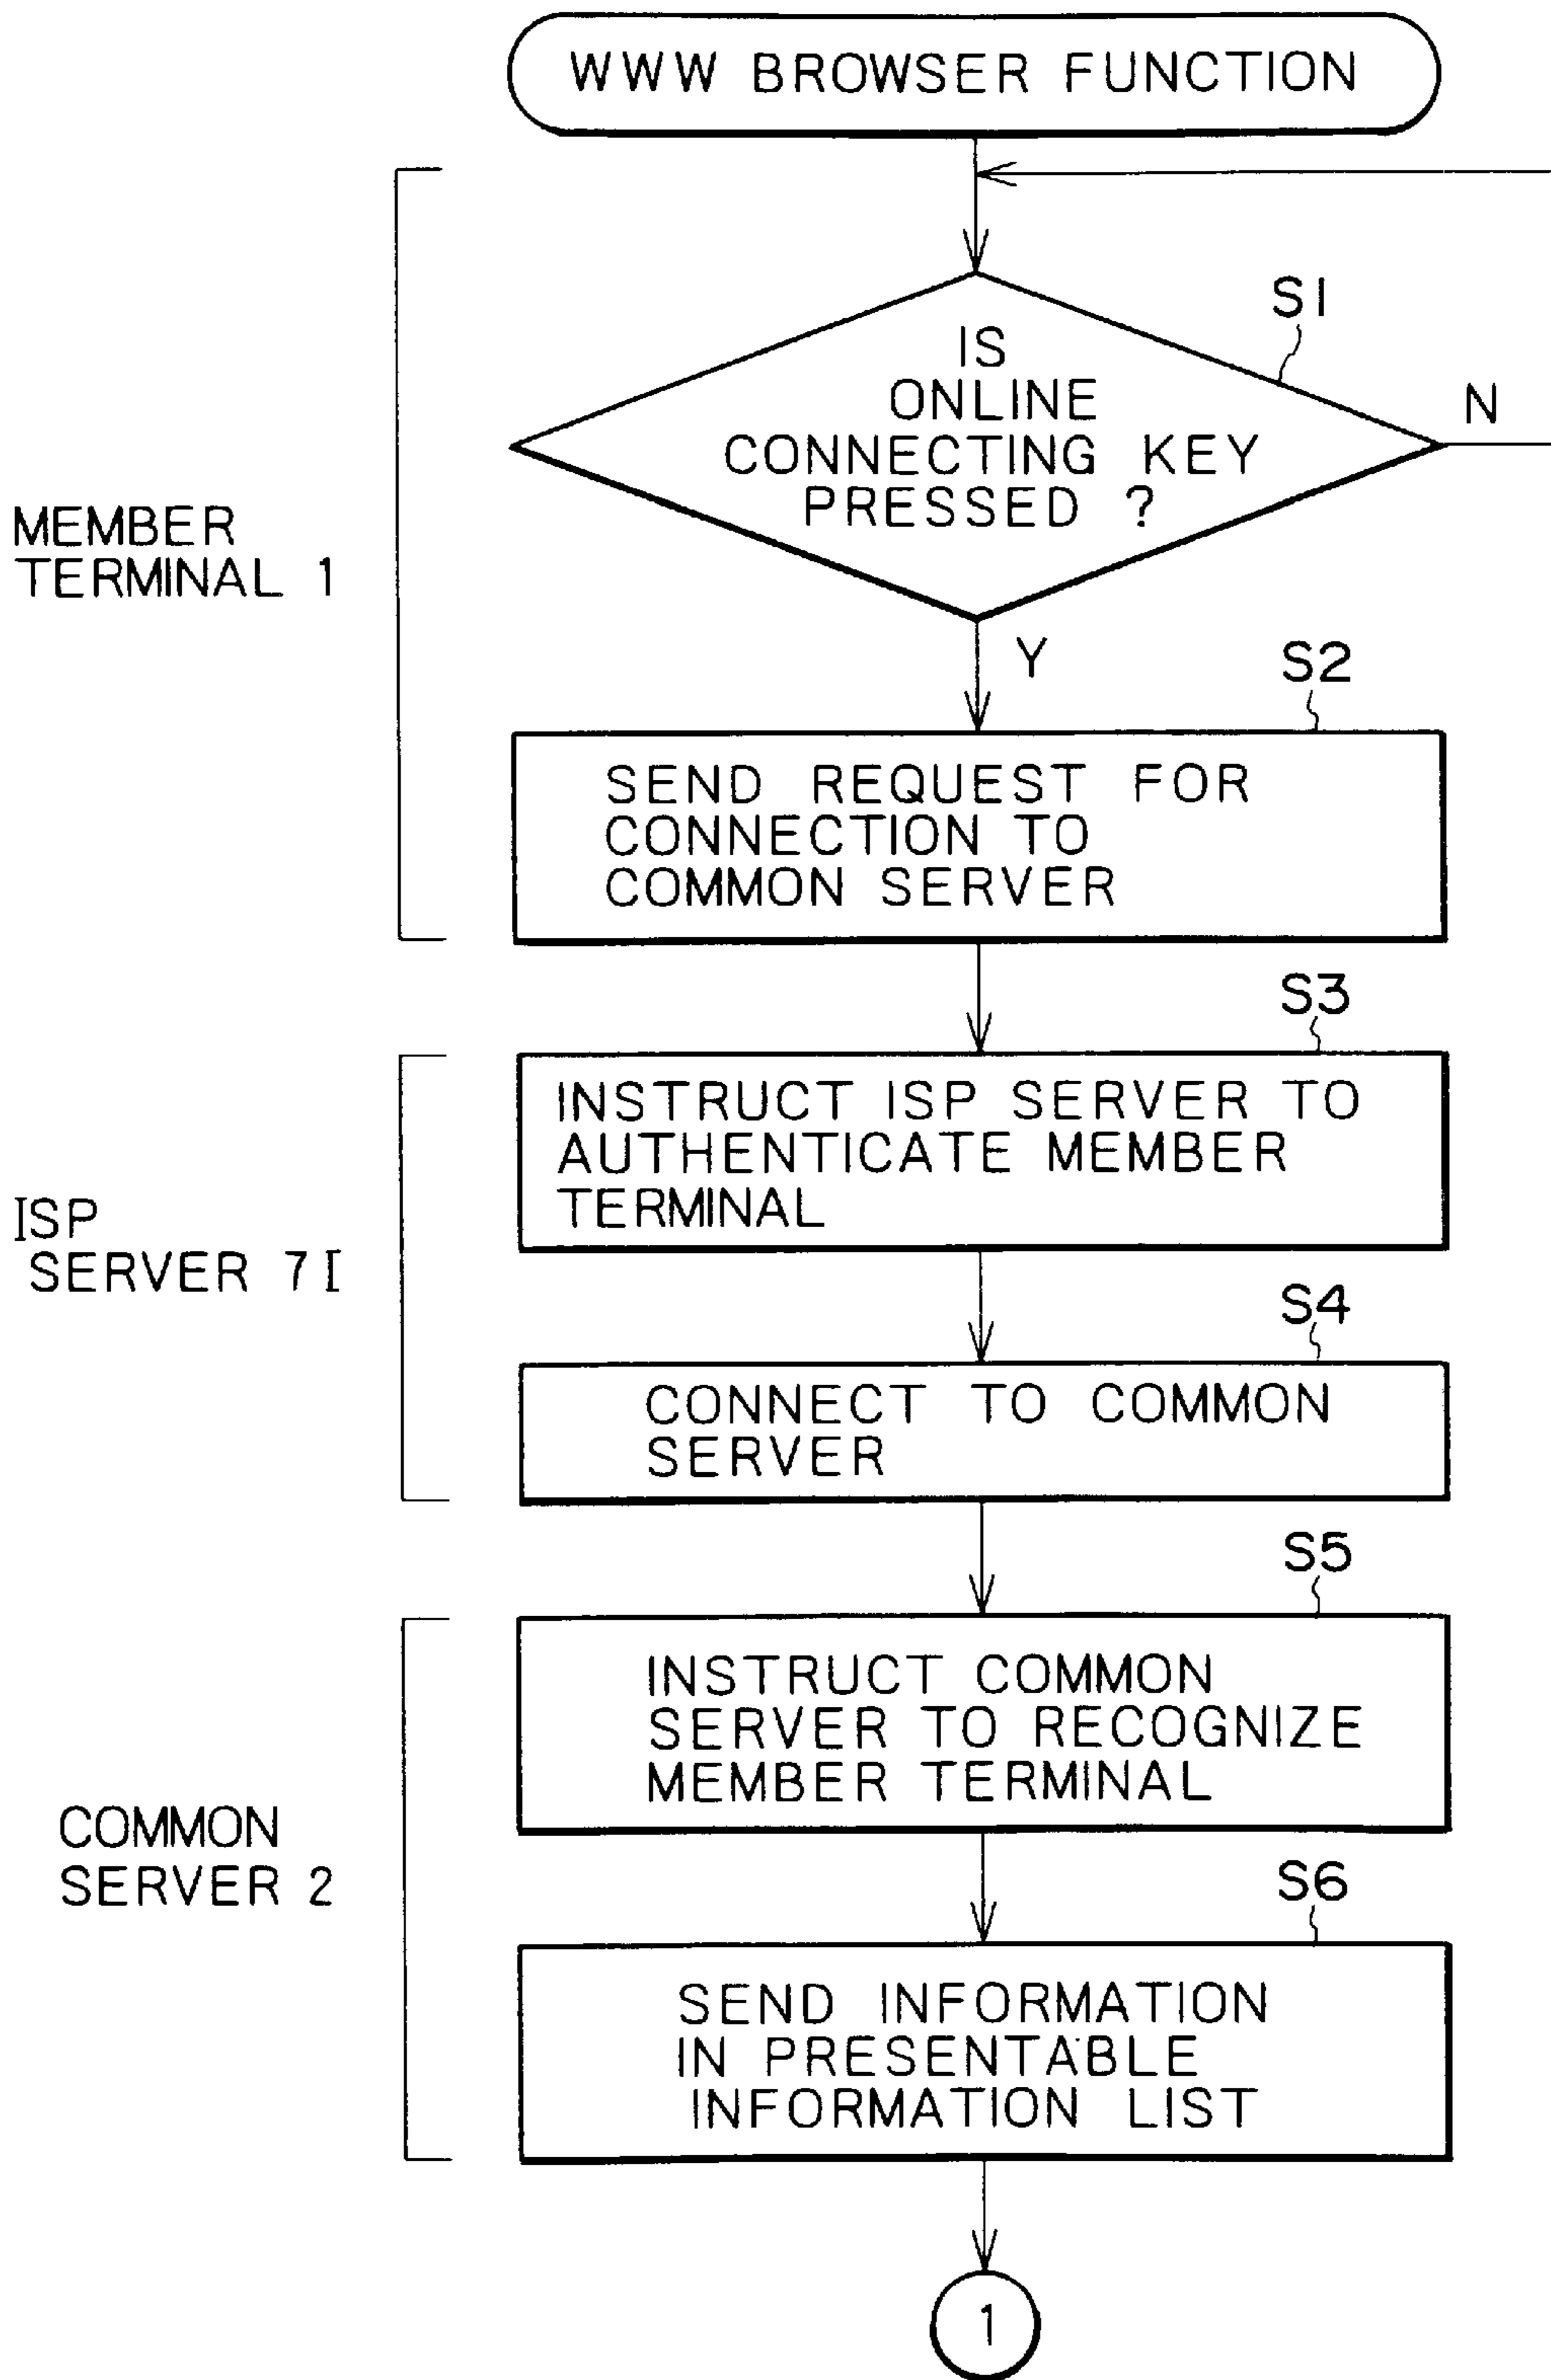 WWW BROWSER FUNCTION
S1
IS
ONLINE
CONNECTING KEY
PRESSED ?
N
MEMBER
TERMINAL 1
Y
S2
SEND REQUEST FOR
CONNECTION TO
COMMON SERVER
S3
INSTRUCT ISP SERVER TO
AUTHENTICATE MEMBER
TERMINAL
ISP
SERVER 7I
S4
CONNECT TO COMMON
SERVER
S5
INSTRUCT COMMON
SERVER TO RECOGNIZE
MEMBER TERMINAL
COMMON
SERVER 2
S6
SEND INFORMATION
IN PRESENTABLE
INFORMATION LIST
1